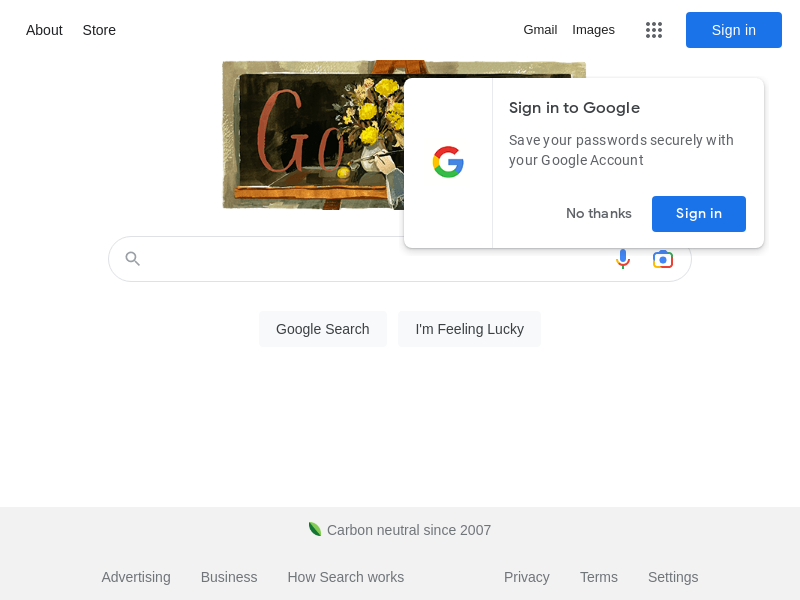 About Store Gmail Images Sign in
Go
Sign in to Google
Save your passwords securely with
your Google Account
No thanks Sign in
Google Search I'm Feeling Lucky
Carbon neutral since 2007
Advertising Business How Search works Privacy Terms Settings